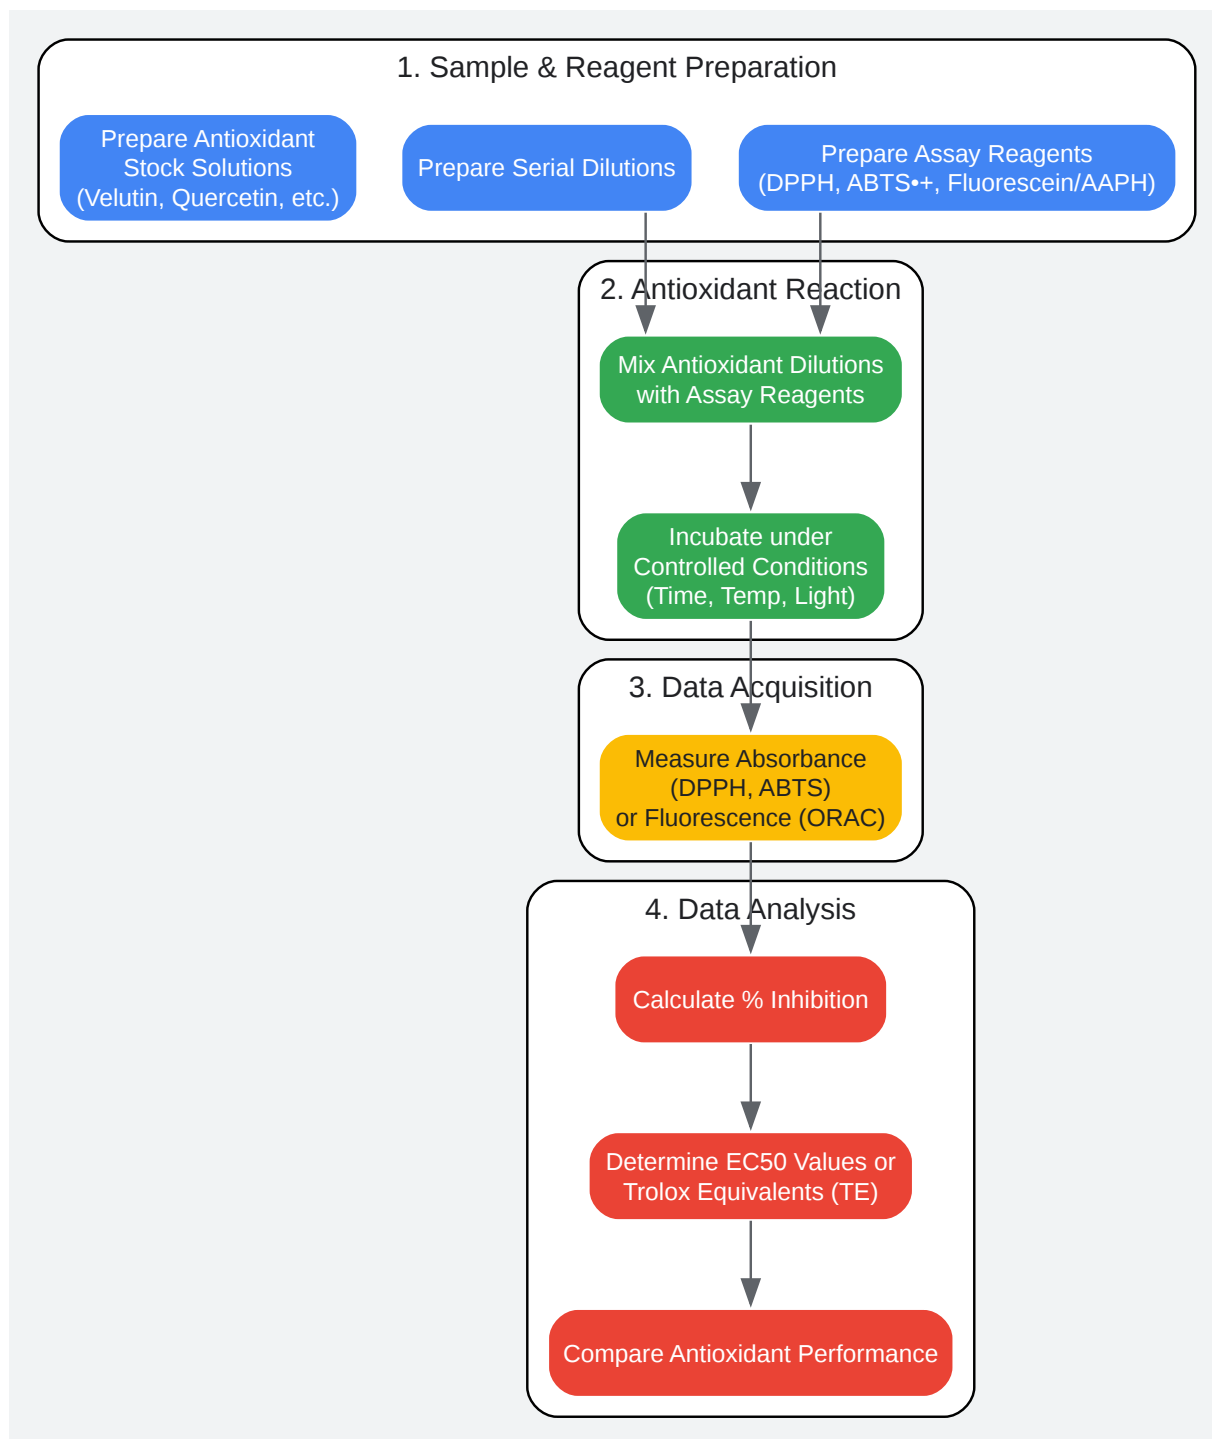 1. Sample & Reagent Preparation
Prepare Antioxidant
Stock Solutions
(Velutin, Quercetin, etc.)
Prepare Serial Dilutions
Prepare Assay Reagents
(DPPH, ABTS•+, Fluorescein/AAPH)
2. Antioxidant Reaction
Mix Antioxidant Dilutions
with Assay Reagents
Incubate under
Controlled Conditions
(Time, Temp, Light)
3. Data Acquisition
Measure Absorbance
(DPPH, ABTS)
or Fluorescence (ORAC)
4. Data Analysis
Calculate % Inhibition
Determine EC50 Values or
Trolox Equivalents (TE)
Compare Antioxidant Performance